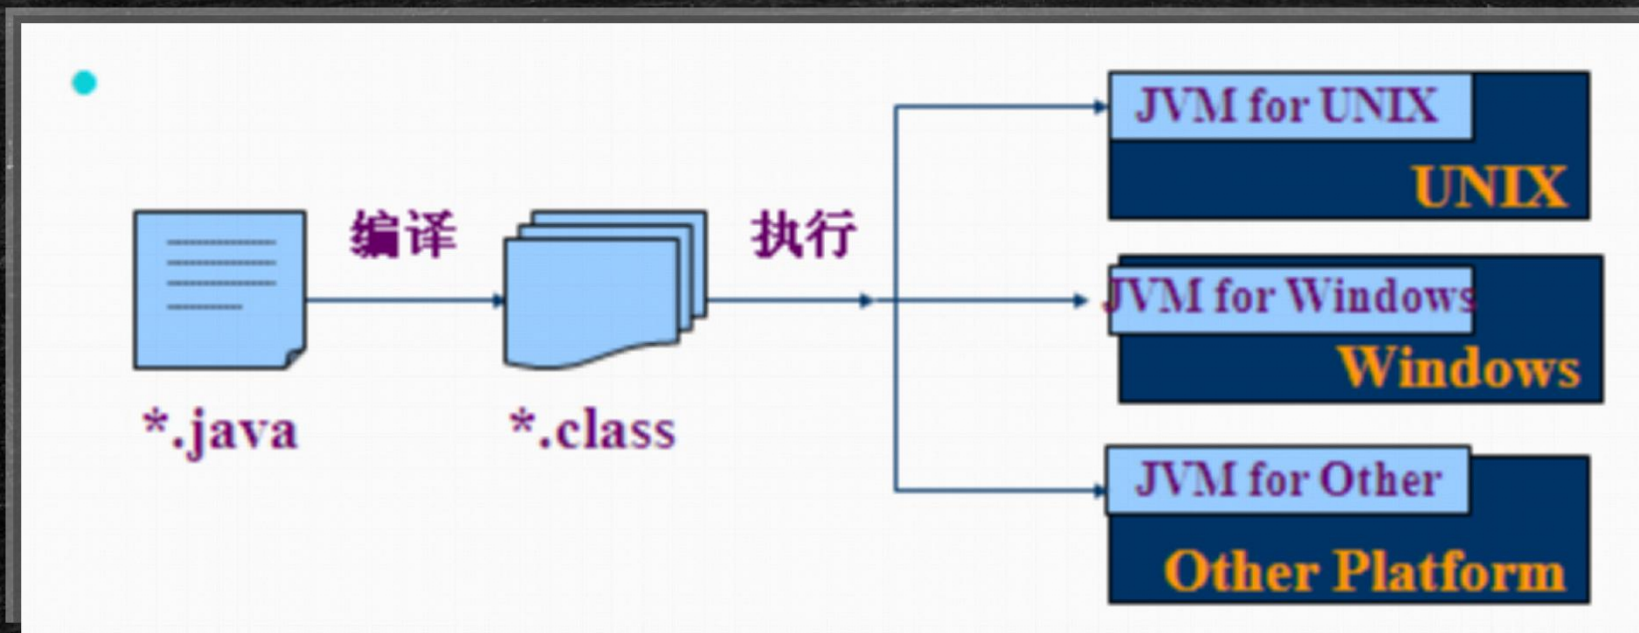 JVM for UNIX
UNIX
编译
执行
JVM for Windows
Windows
*.java
*.class
JVM for Other
Other Platform